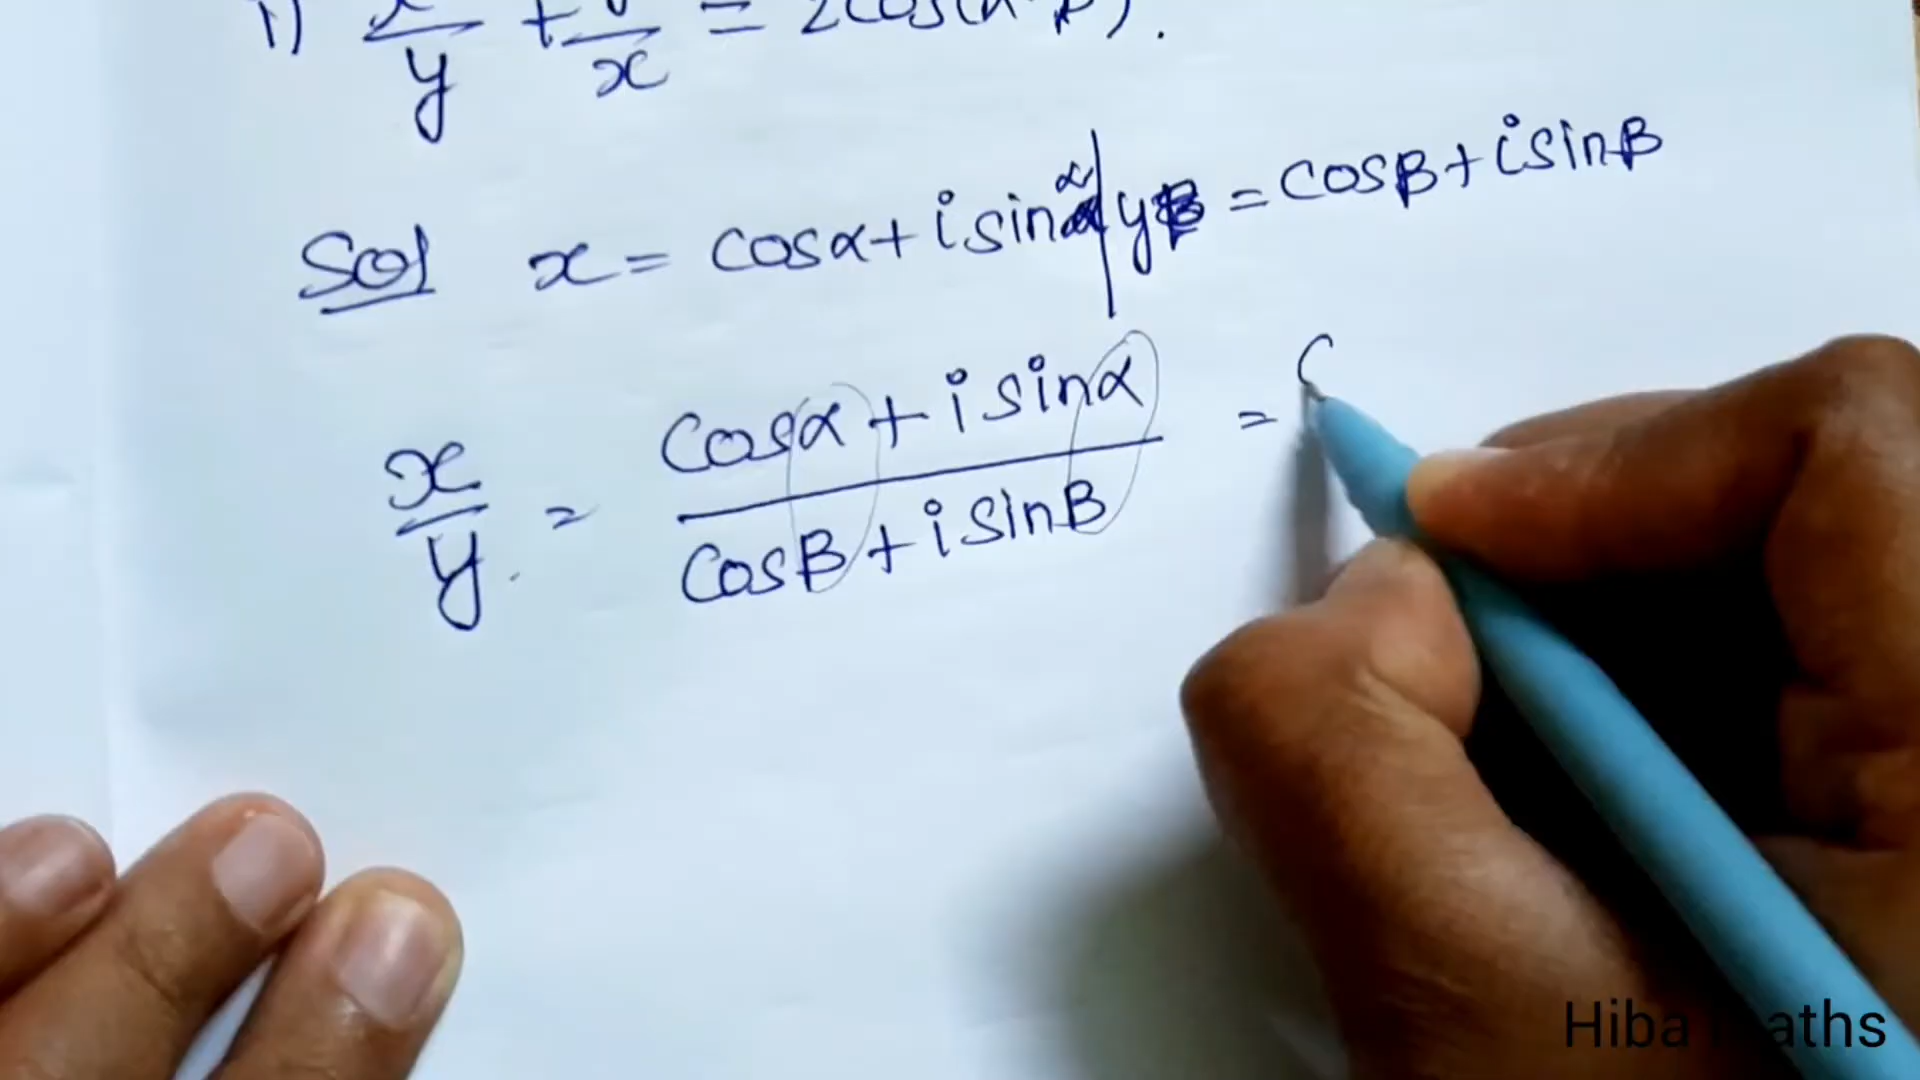 i) x/y + y/x = 2cos(α-β).
Sol x = cosα + i sinα | y = cosβ + i sinβ
x/y = cosα + i sinα / cosβ + i sinβ = c
Hiba Maths